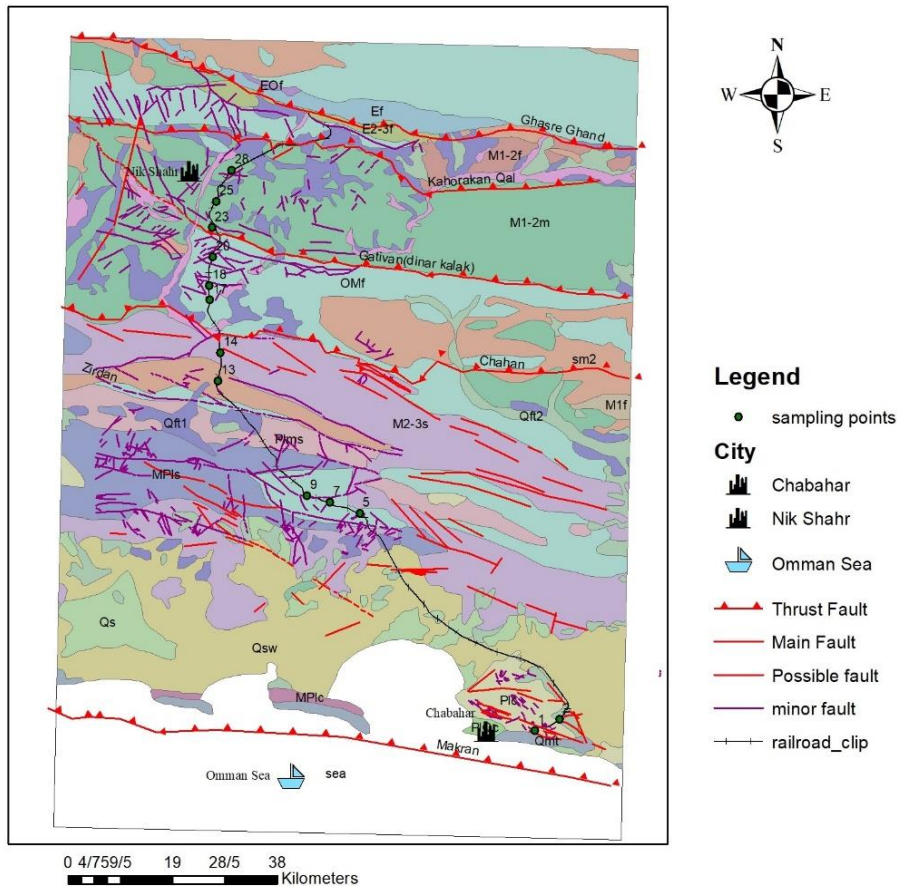 EOf
Ef
E2-3f
Ghasre Ghand
M1-2f
28
Nik Shahr
Kahorakan Qal
25
23
M1-2m
20
Gativan(dinar kalak)
18
OMf
17
14
Chahan
sm2
Zirdan
13
M1f
Qft1
M2-3s
Qft2
Plms
MPls
9
7
5
Qs
Qsw
MPlc
Chabahar
1
Qmt
Makran
Omman Sea
sea
N
W
E
S
Legend
sampling points
City
Chabahar
Nik Shahr
Omman Sea
Thrust Fault
Main Fault
Possible fault
minor fault
railroad_clip
0 4/759/5 19 28/5 38
Kilometers